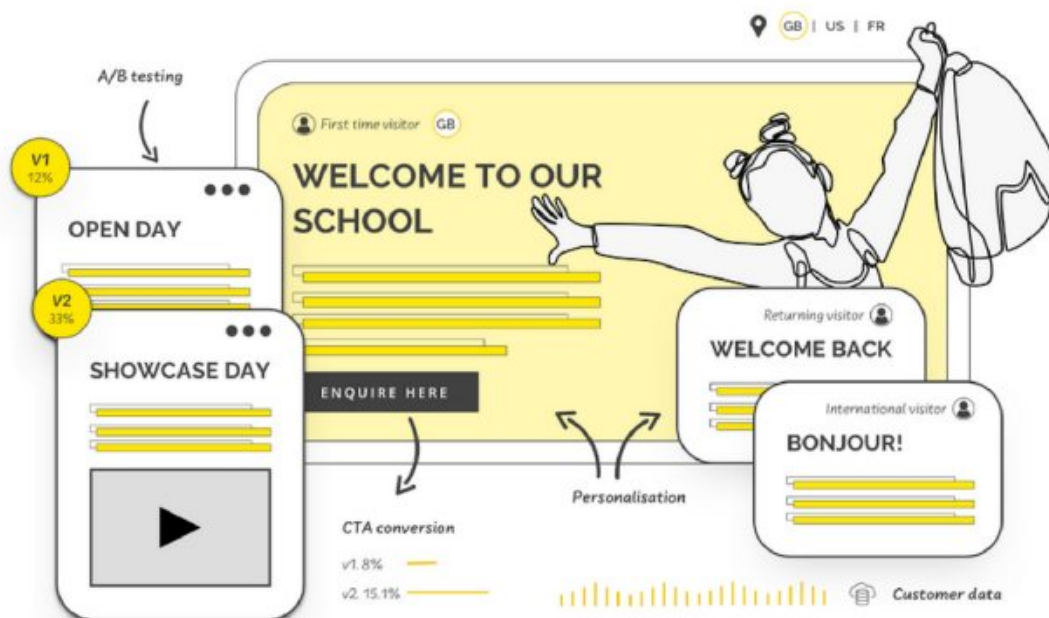 GB | US | FR
A/B testing
First time visitor GB
WELCOME TO OUR
SCHOOL
V1
12%
OPEN DAY
V2
33%
SHOWCASE DAY
ENQUIRE HERE
Returning visitor
WELCOME BACK
International visitor
BONJOUR!
Personalisation
CTA conversion
v1. 8%
v2. 15.1%
Customer data